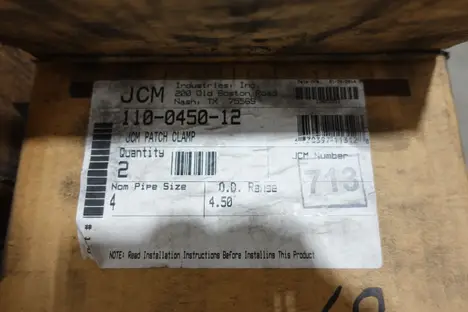 JCM
Industries, Inc.
200 Old Boston Road
Nash, TX 75569
110-0450-12
JCM PATCH CLAMP
Quantity
2
JCM Number
713
Nom Pipe Size
4
O.D. Range
4.50
NOTE: Read Installation Instructions Before Installing This Product